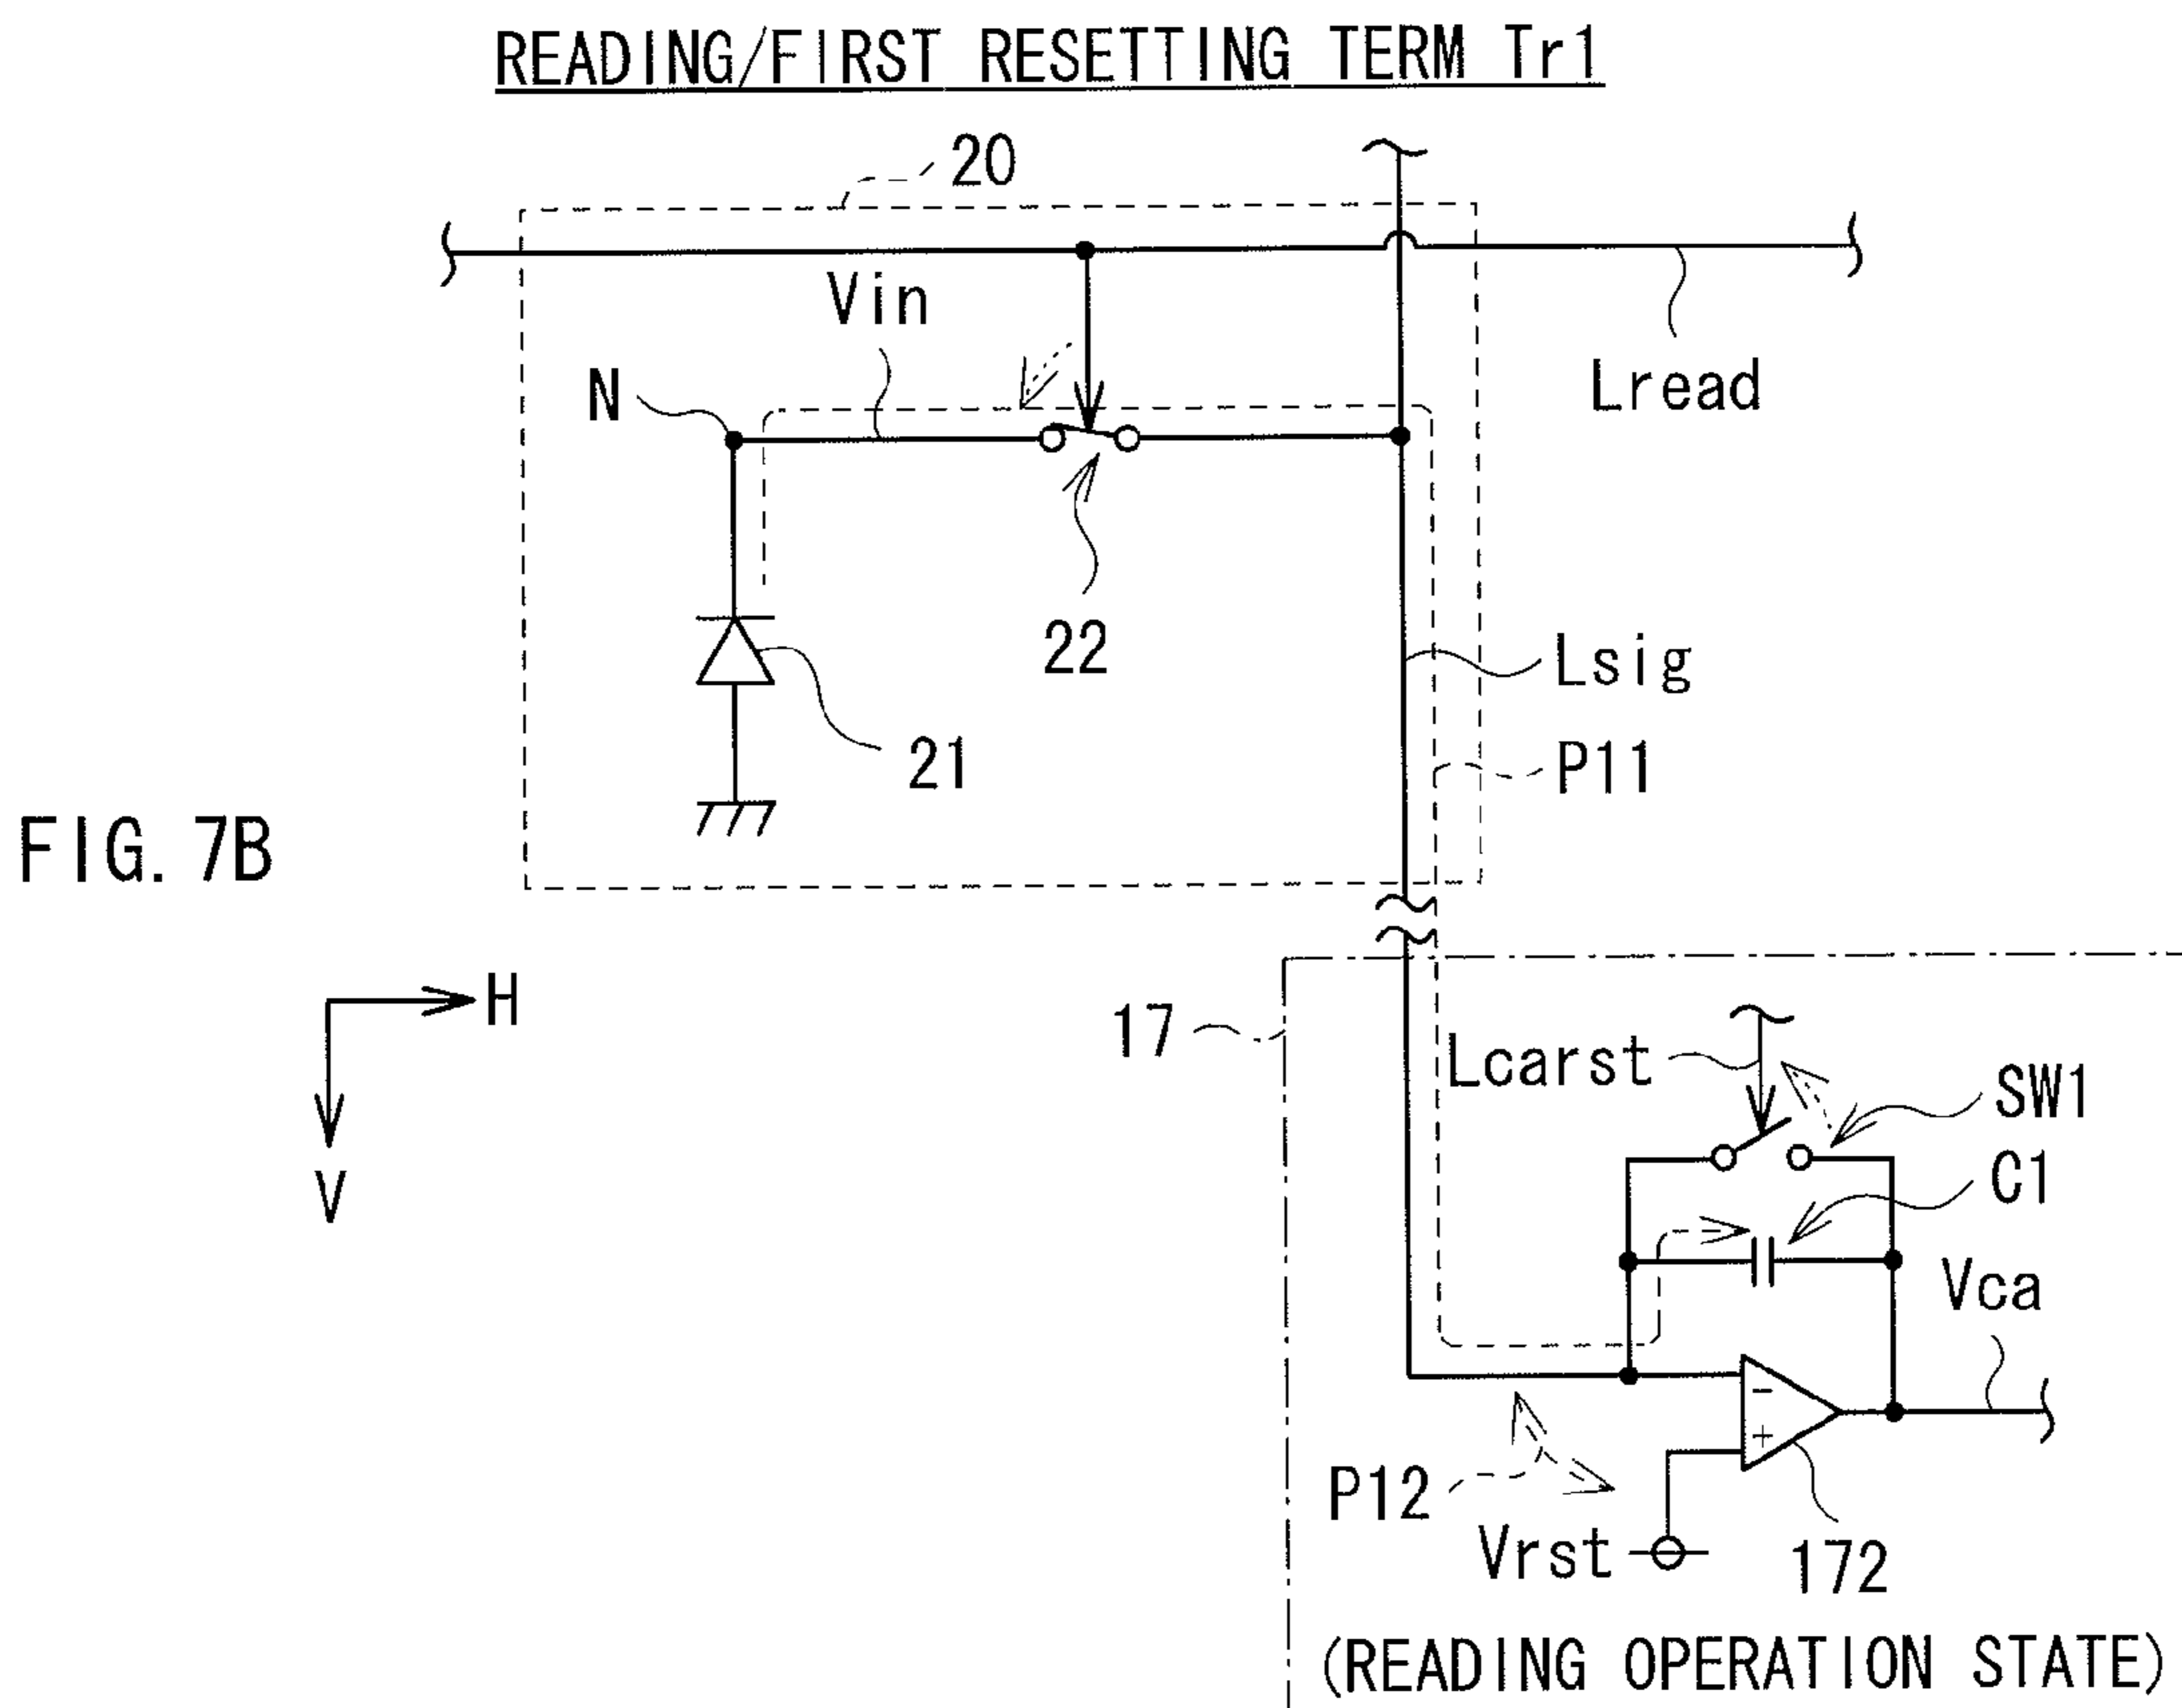 READING/FIRST RESETTING TERM Tr1
20
Vin
N
Lread
22
Lsig
21
P11
FIG. 7B
H
17
Lcarst
SW1
V
C1
Vca
-
+
P12
Vrst
172
(READING OPERATION STATE)